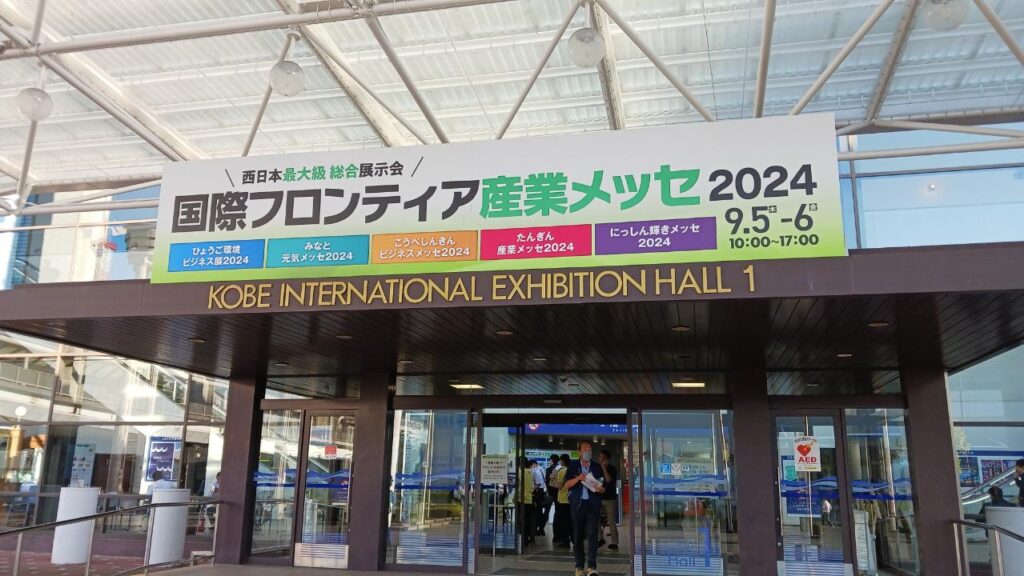 西日本最大級 総合展示会
国際フロンティア産業メッセ2024
9.5木-6金
10:00~17:00
ひょうご環境
ビジネス展2024
みなと
元気メッセ2024
こうべしんきん
ビジネスメッセ2024
たんぎん
産業メッセ2024
にっしん輝きメッセ
2024
KOBE INTERNATIONAL EXHIBITION HALL 1
AED
Hall 1